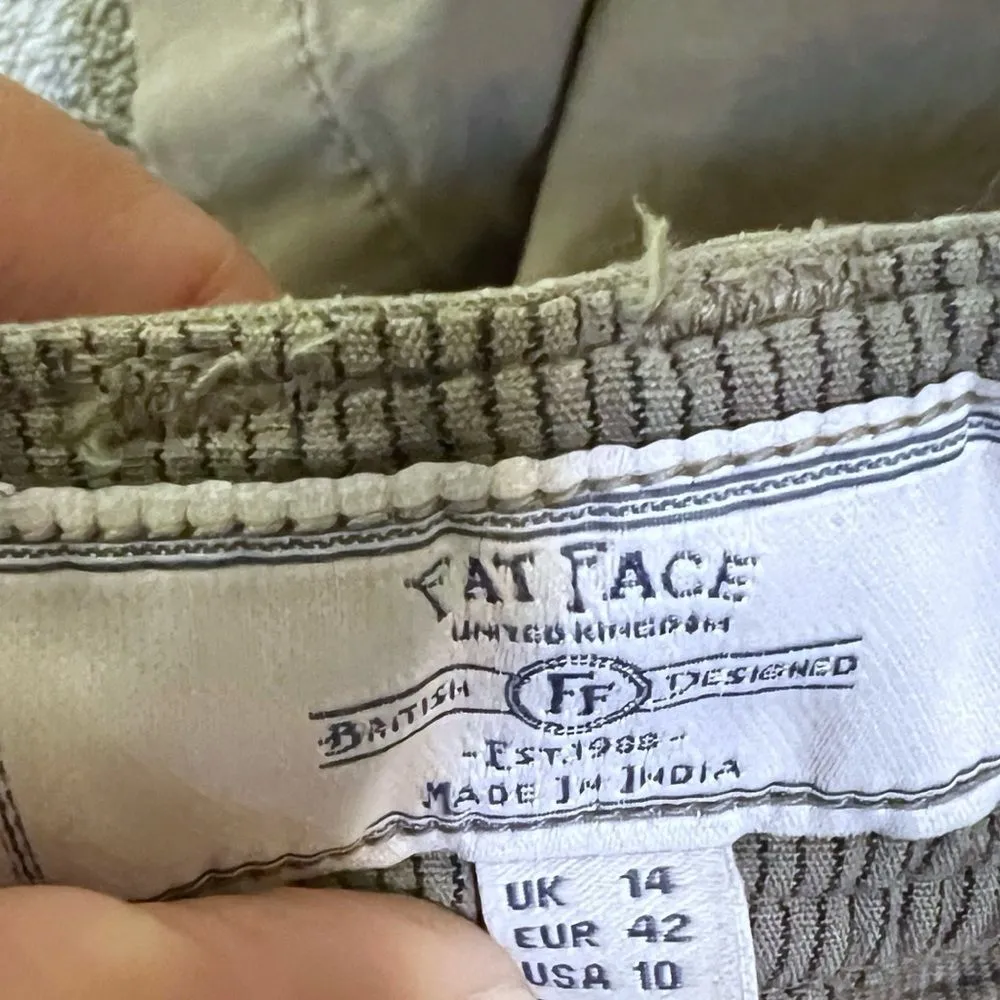 FAT FACE
UNITED KINGDOM
BRITISH FF DESIGNED
-EST.1988-
MADE IN INDIA
UK 14
EUR 42
USA 10